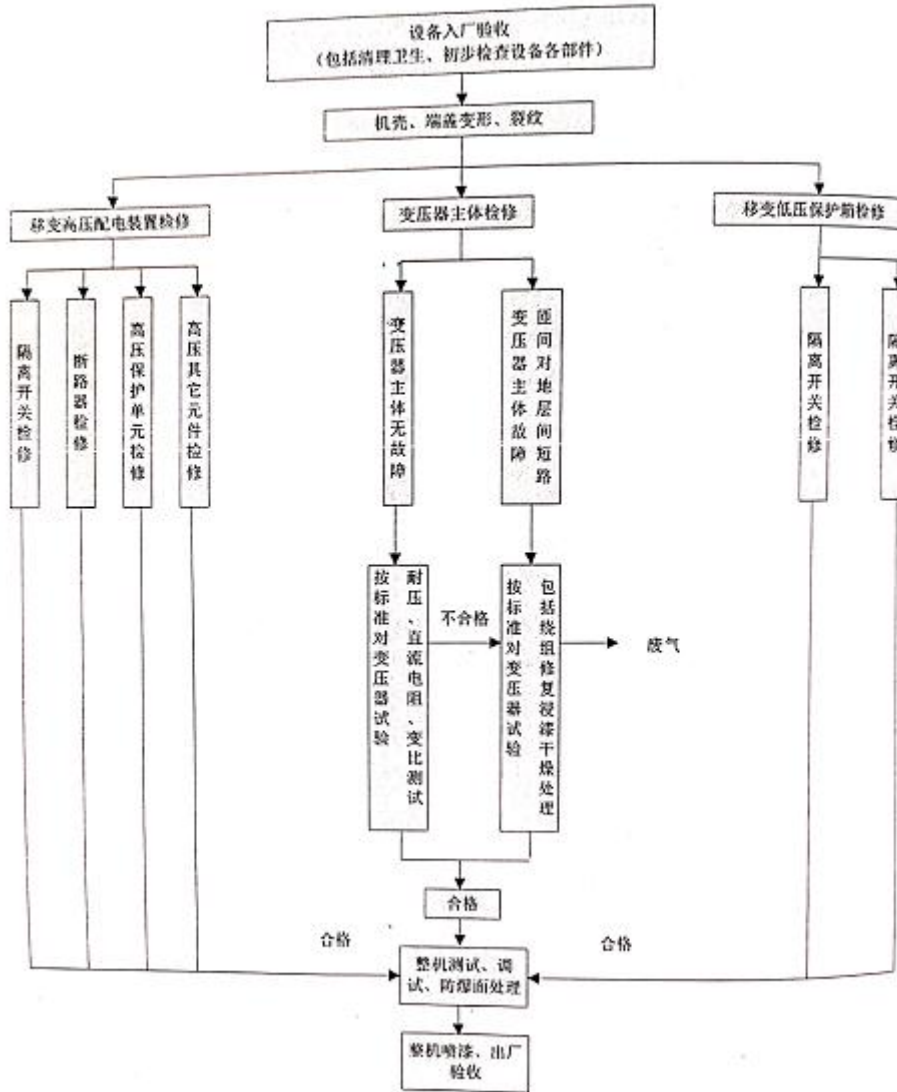 设备入厂验收
（包括清理卫生、初步检查设备各部件）
机壳、端盖变形、裂纹
移变高压配电装置检修
变压器主体检修
移变低压保护箱检修
隔离开关检修
断路器检修
高压保护单元检修
高压其它元件检修
变压器主体无故障
变压器主体故障
匝间对地层间短路
隔离开关检修
隔离开关检修
按标准对变压器试验
耐压、直流电阻、变比测试
不合格
按标准对变压器试验
包括绕组修复浸漆干燥处理
废气
合格
合格
合格
整机测试、调
试、防爆面处理
整机喷漆、出厂
验收